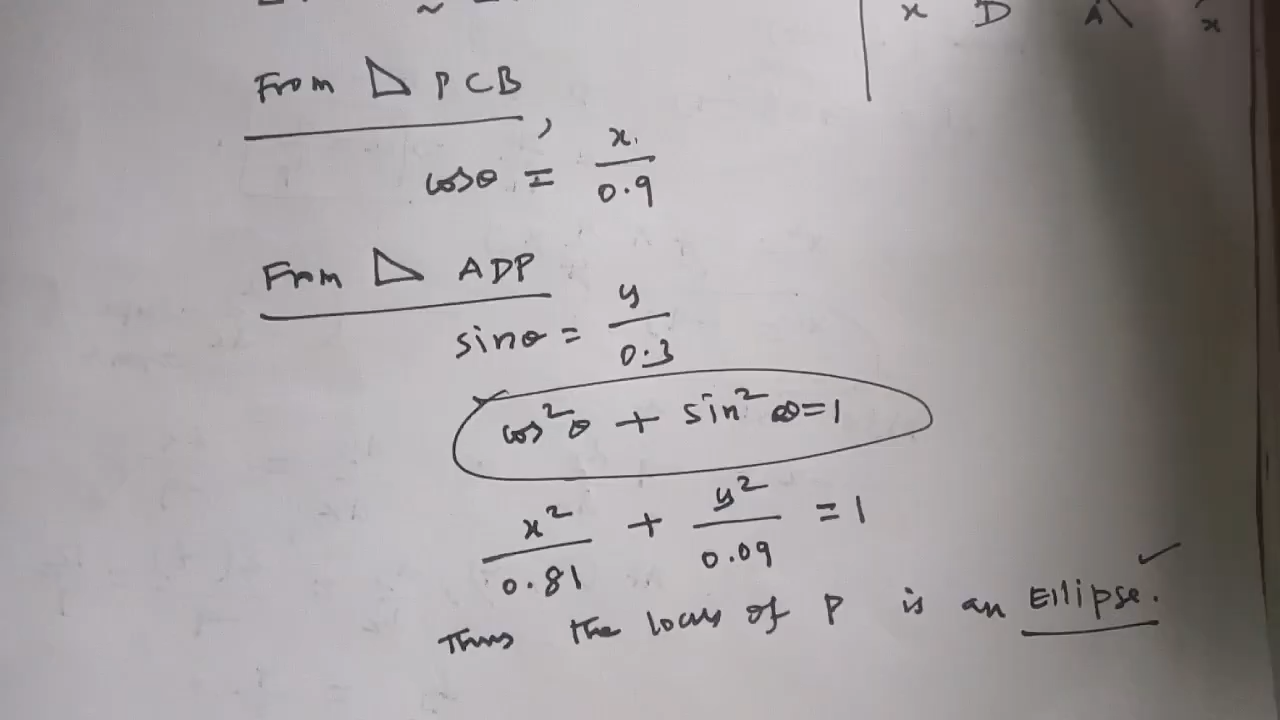 x D A x
From △ PCB,
cosθ = x/0.9
From △ ADP
sinθ = y/0.3
cos²θ + sin²θ=1
x²/0.81 + y²/0.09 = 1
Thus the locus of P is an Ellipse. ✓